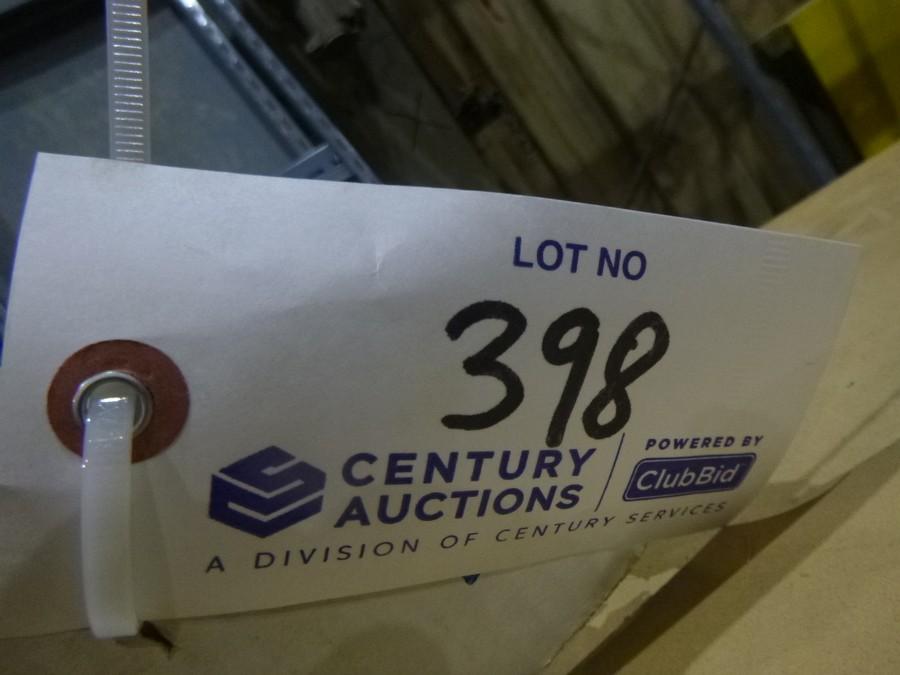 LOT NO
398
CENTURY AUCTIONS
POWERED BY
ClubBid
A DIVISION OF CENTURY SERVICES